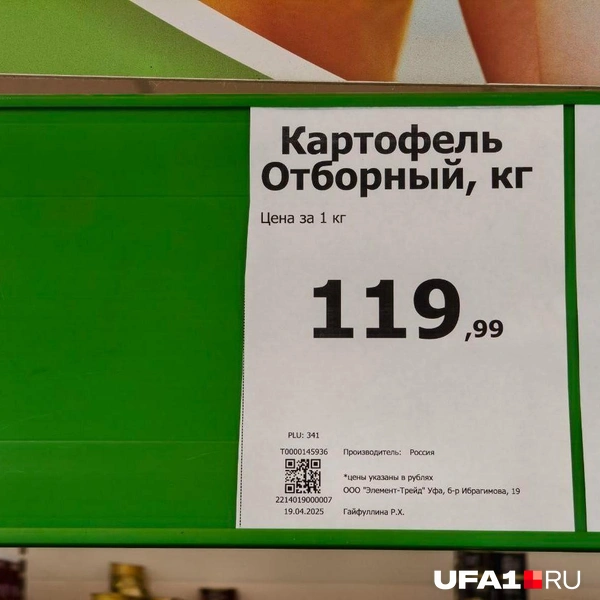 Картофель
Отборный, кг
Цена за 1 кг
119,99
PLU: 341
T0000145936 Производитель: Россия
*цены указаны в рублях
ООО "Элемент-Трейд" Уфа, б-р Ибрагимова, 19
2214019000007
19.04.2025 Гайфуллина Р.Х.
UFA1.RU